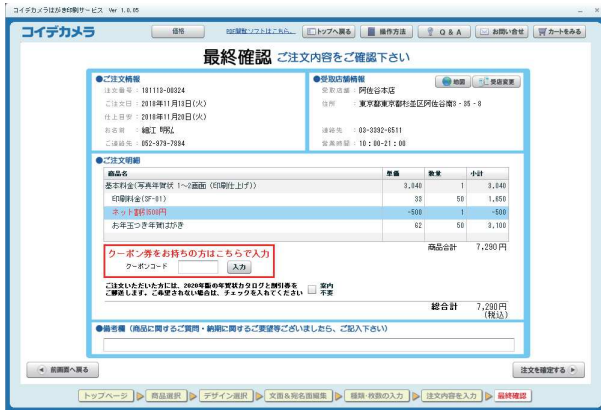 コイデカメラはがき印刷サービス Ver 1.0.05
コイデカメラ
価格
PDF閲覧ソフトはこちら。
トップへ戻る
操作方法
Q & A
お問い合せ
カートをみる
最終確認 ご注文内容をご確認下さい
●ご注文情報
注文番号 : 181113-00324
ご注文日 : 2018年11月13日(火)
仕上目安 : 2018年11月20日(火)
お名前 : 細江 明弘
ご連絡先 : 052-979-7894
●受取店舗情報
地図
受店変更
受取店舗 : 阿佐谷本店
住所 : 東京都東京都杉並区阿佐谷南3-35-8
連絡先 : 03-3392-6511
営業時間 : 10:00-21:00
●ご注文明細
商品名 単価 数量 小計
基本料金(写真年賀状 1～2画面 (印刷仕上げ)) 3,040 1 3,040
印刷料金(SF-01) 33 50 1,650
ネット割引500円 -500 1 -500
お年玉つき年賀はがき 62 50 3,100
商品合計 7,290円
クーポン券をお持ちの方はこちらで入力
クーポンコード 入力
ご注文いただいた方には、2020年版の年賀状カタログと割引券を
ご郵送します。ご希望されない場合は、チェックを入れてください
案内
不要
総合計 7,290円
(税込)
●備考欄（商品に関するご質問・納期に関するご要望等ございましたら、ご記入下さい）
前画面へ戻る
注文を確定する
トップページ
商品選択
デザイン選択
文面&宛名面編集
種類・枚数の入力
注文内容を入力
最終確認